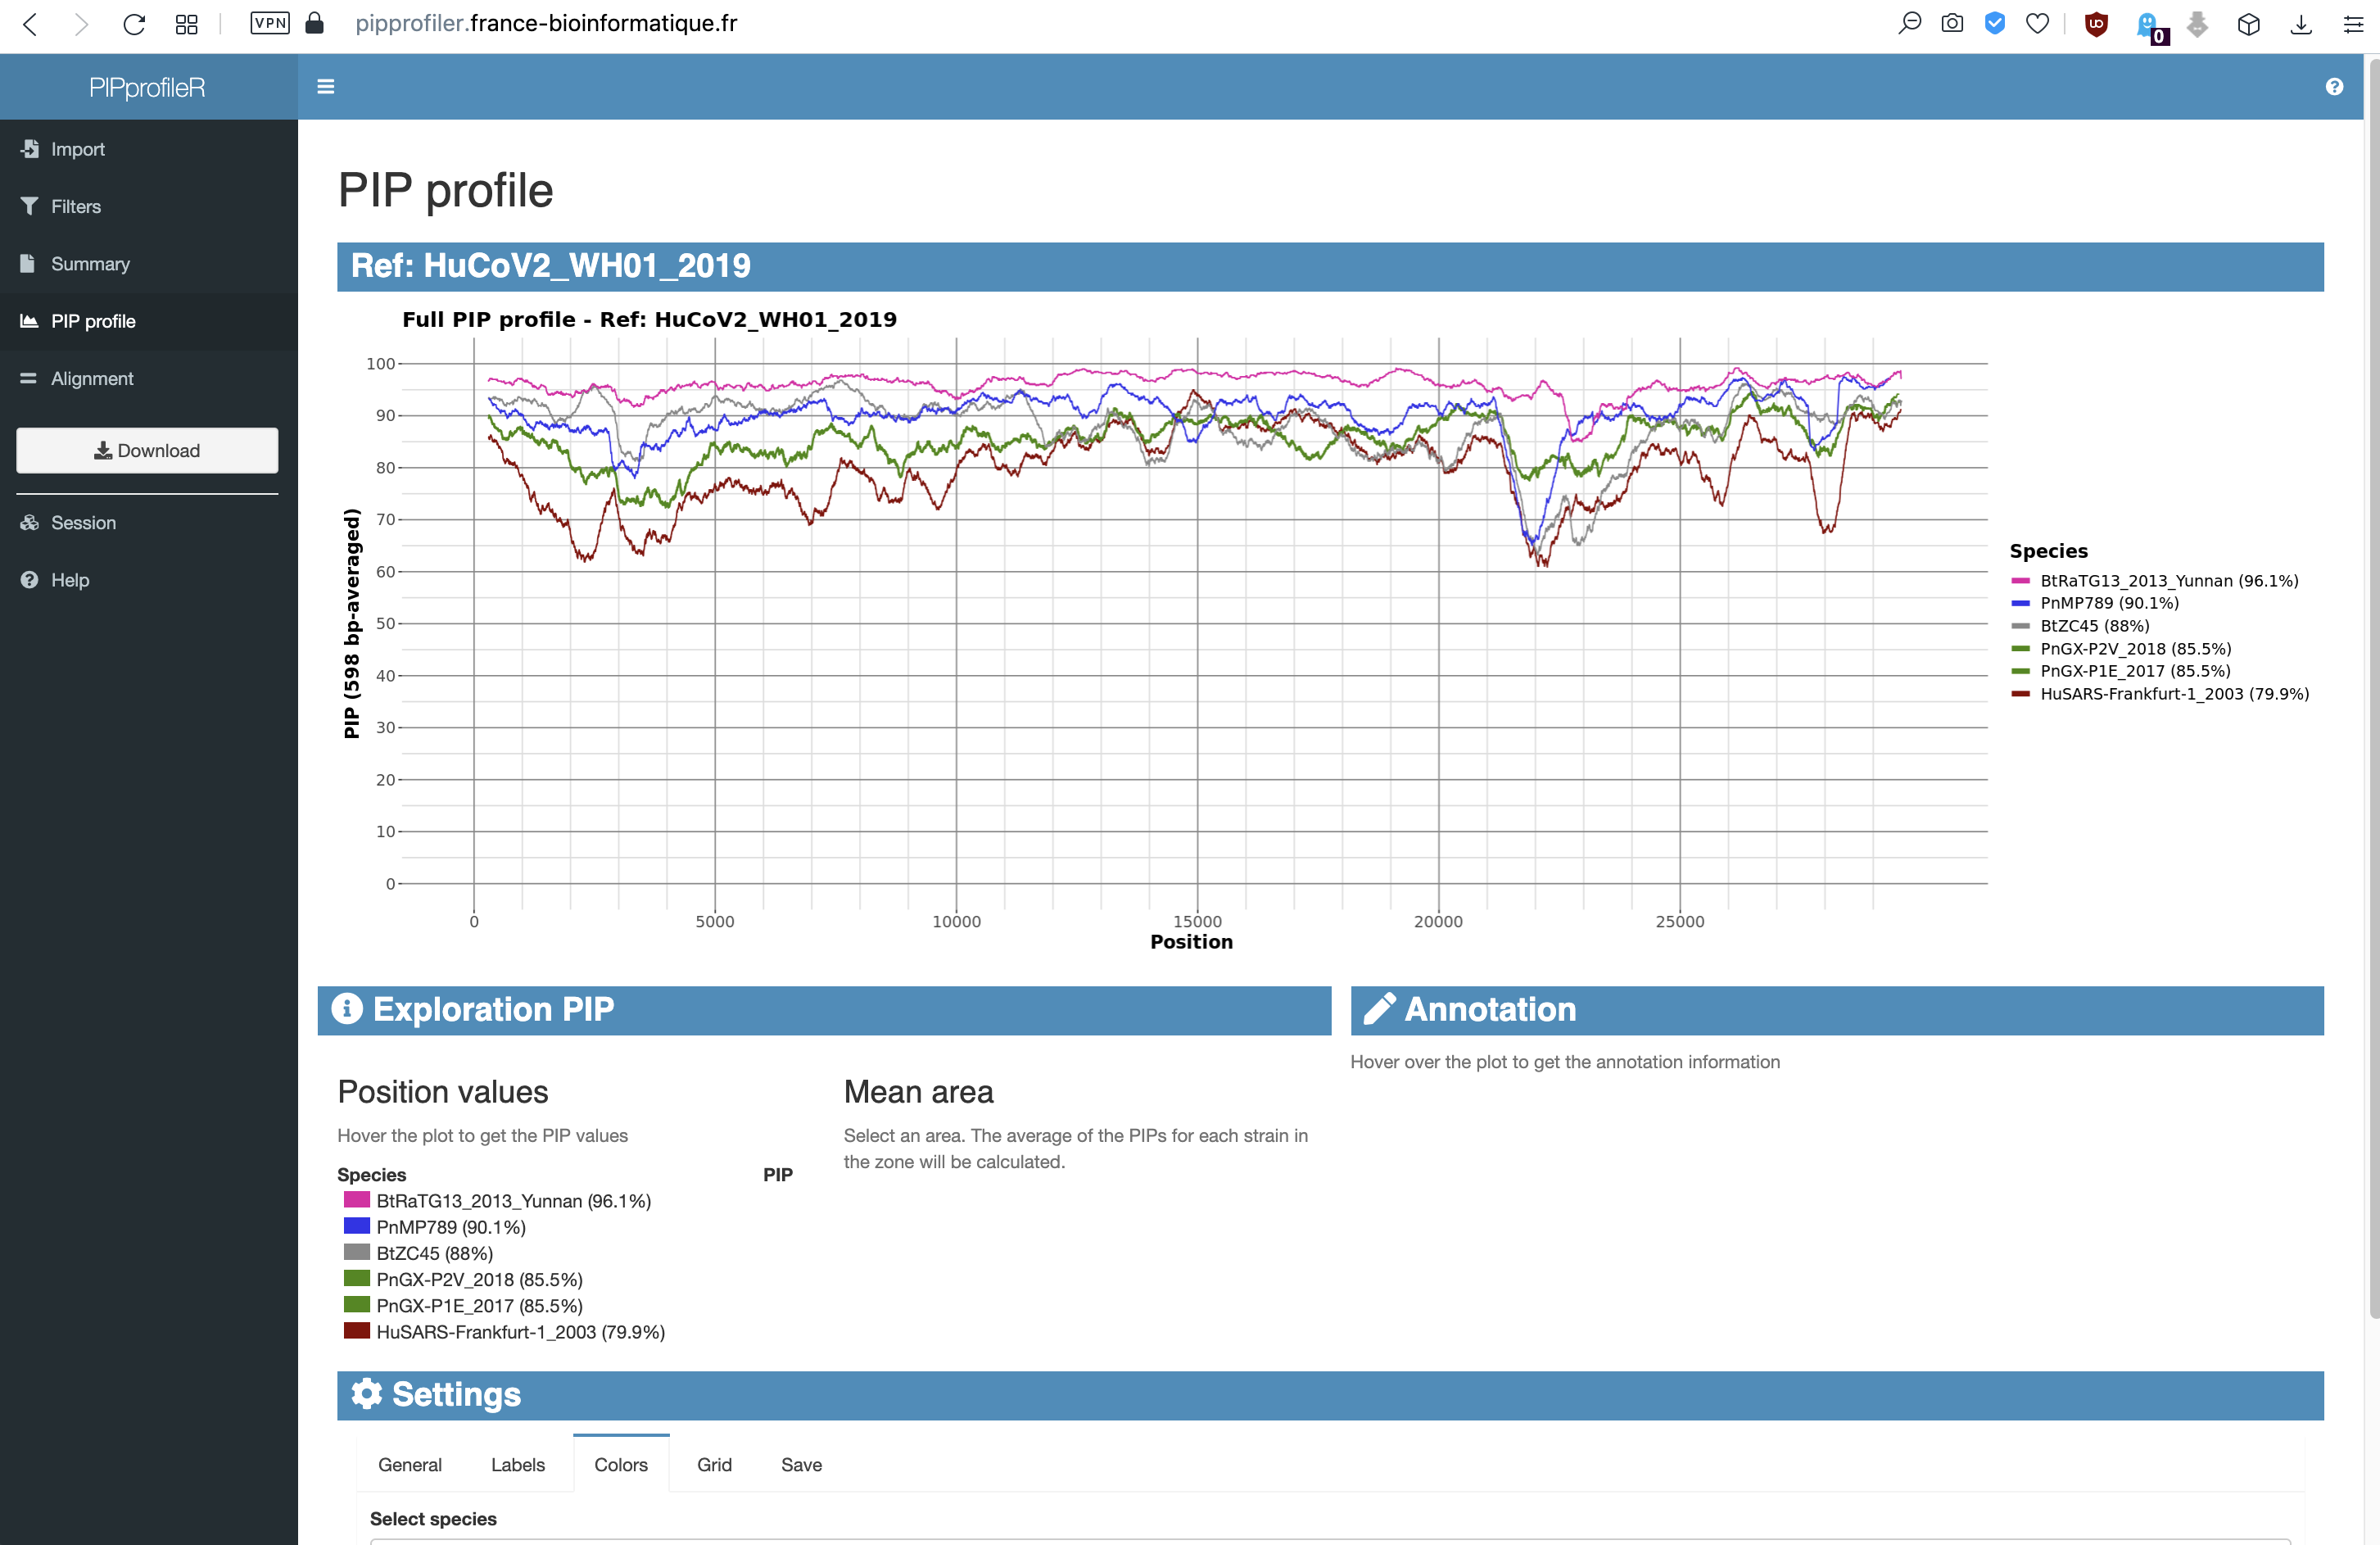 VPN pipprofiler.france-bioinformatique.fr
0
PIPprofileR
Import
Filters
Summary
PIP profile
Alignment
Download
Session
Help
PIP profile
Ref: HuCoV2_WH01_2019
Full PIP profile - Ref: HuCoV2_WH01_2019
PIP (598 bp-averaged)
100
90
80
70
60
50
40
30
20
10
0
0 5000 10000 15000 20000 25000
Position
Species
BtRaTG13_2013_Yunnan (96.1%)
PnMP789 (90.1%)
BtZC45 (88%)
PnGX-P2V_2018 (85.5%)
PnGX-P1E_2017 (85.5%)
HuSARS-Frankfurt-1_2003 (79.9%)
Exploration PIP
Position values
Hover the plot to get the PIP values
Species PIP
BtRaTG13_2013_Yunnan (96.1%)
PnMP789 (90.1%)
BtZC45 (88%)
PnGX-P2V_2018 (85.5%)
PnGX-P1E_2017 (85.5%)
HuSARS-Frankfurt-1_2003 (79.9%)
Mean area
Select an area. The average of the PIPs for each strain in
the zone will be calculated.
Annotation
Hover over the plot to get the annotation information
Settings
General Labels Colors Grid Save
Select species